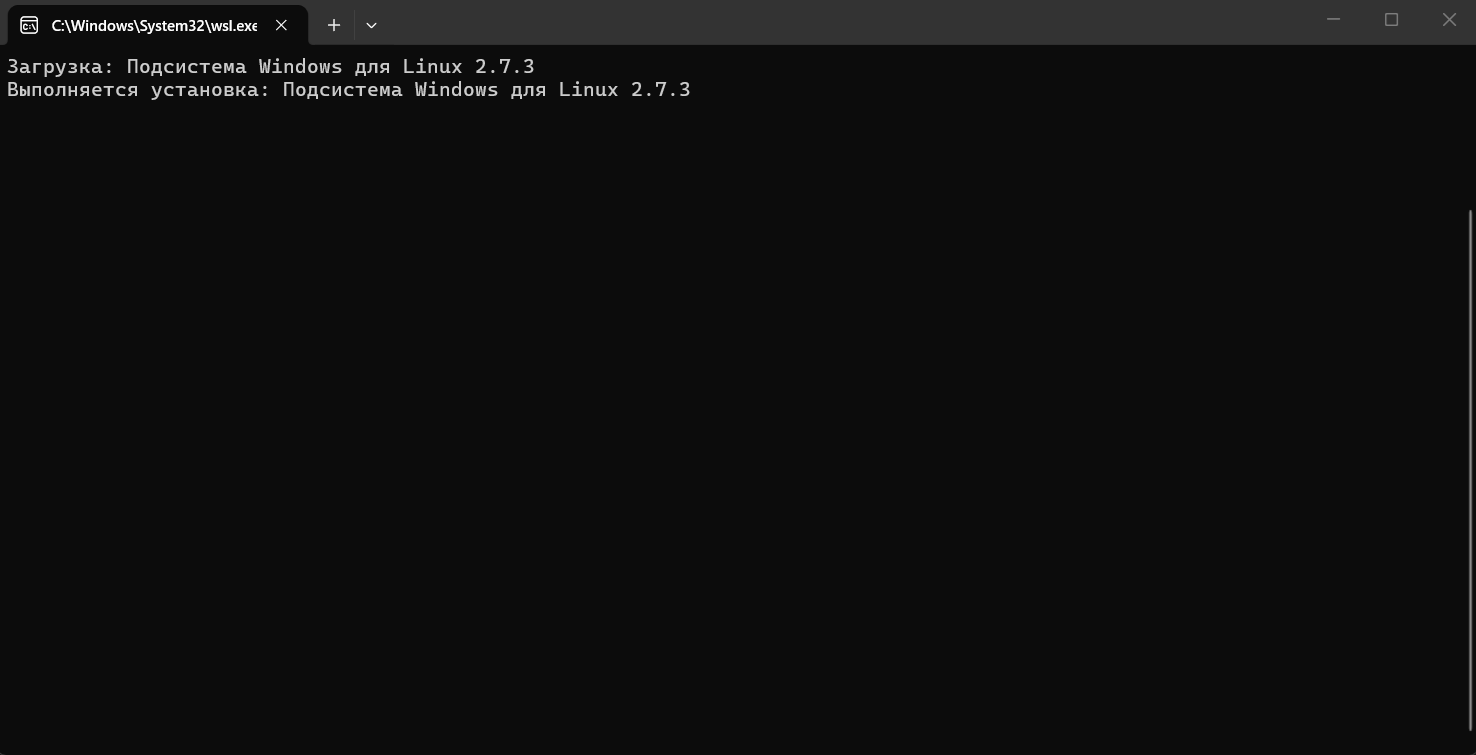 C:\Windows\System32\wsl.exe
Загрузка: Подсистема Windows для Linux 2.7.3
Выполняется установка: Подсистема Windows для Linux 2.7.3